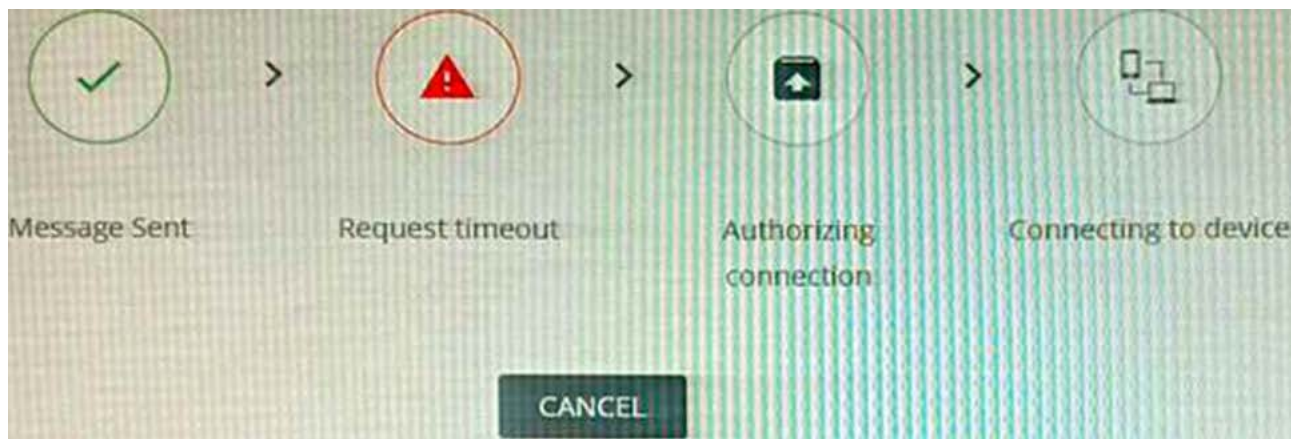 Message Sent
Request timeout
Authorizing
connection
Connecting to device
CANCEL